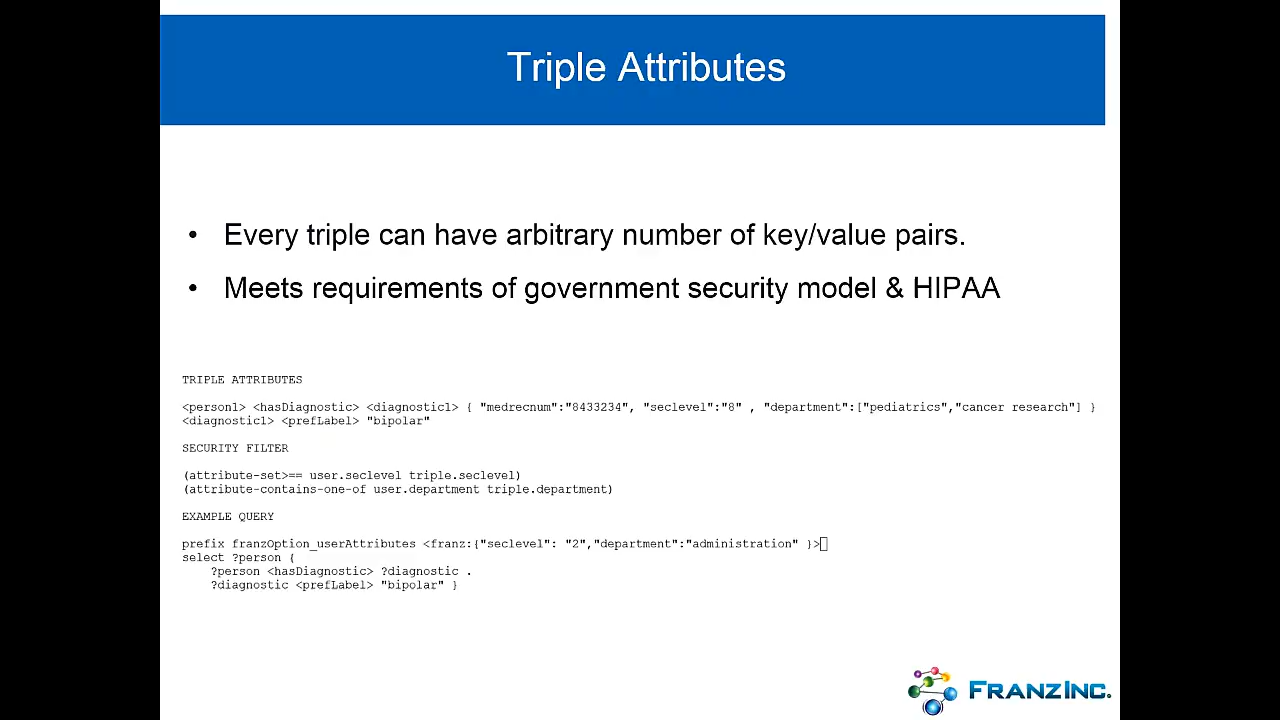 Triple Attributes
• Every triple can have arbitrary number of key/value pairs.
• Meets requirements of government security model & HIPAA
TRIPLE ATTRIBUTES
<person1> <hasDiagnostic> <diagnostic1> { "medrecnum":"8433234", "seclevel":"8" , "department":["pediatrics","cancer research"] }
<diagnostic1> <prefLabel> "bipolar"
SECURITY FILTER
(attribute-set>== user.seclevel triple.seclevel)
(attribute-contains-one-of user.department triple.department)
EXAMPLE QUERY
prefix franzOption_userAttributes <franz:{"seclevel": "2","department":"administration" }>
select ?person {
?person <hasDiagnostic> ?diagnostic .
?diagnostic <prefLabel> "bipolar" }
FRANZ INC.